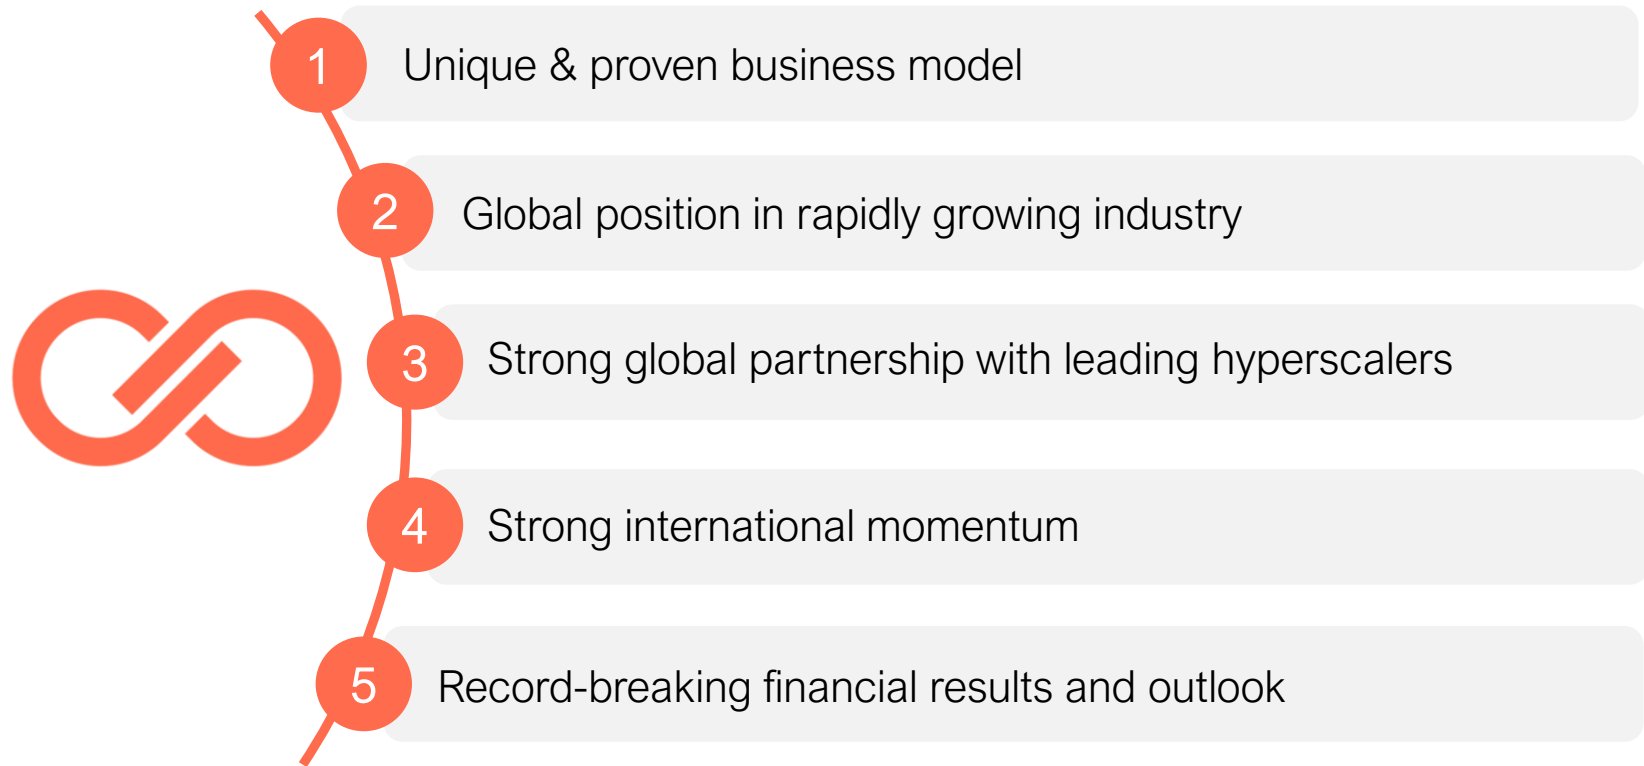 1 Unique & proven business model
2 Global position in rapidly growing industry
3 Strong global partnership with leading hyperscalers
4 Strong international momentum
5 Record-breaking financial results and outlook